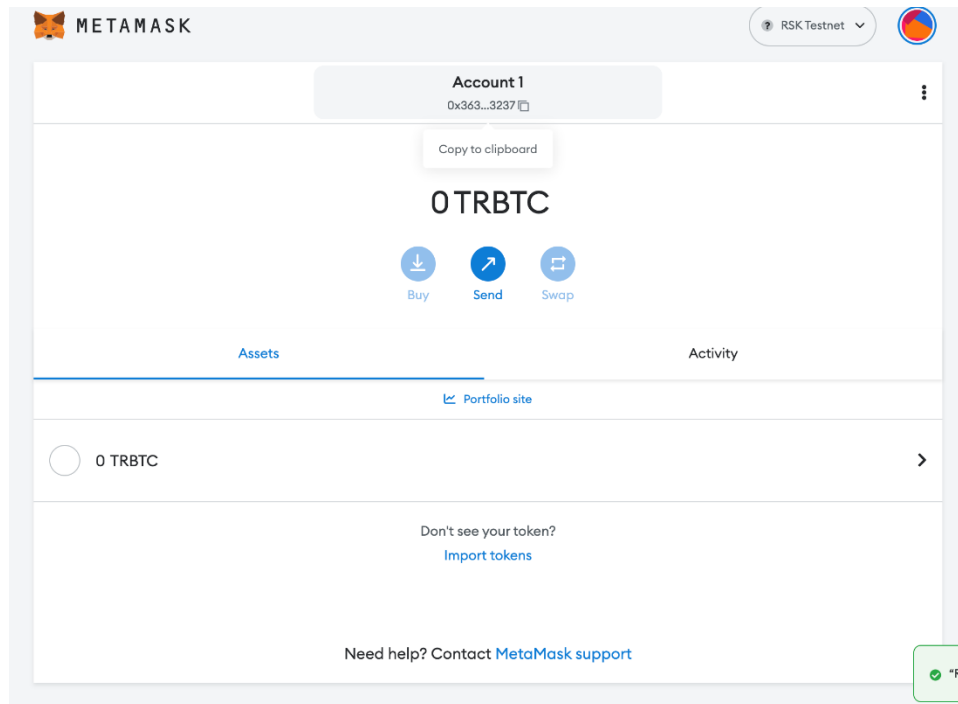 METAMASK
? RSK Testnet
Account 1
0x363...3237
Copy to clipboard
0 TRBTC
Buy Send Swap
Assets Activity
Portfolio site
0 TRBTC
Don't see your token?
Import tokens
Need help? Contact MetaMask support